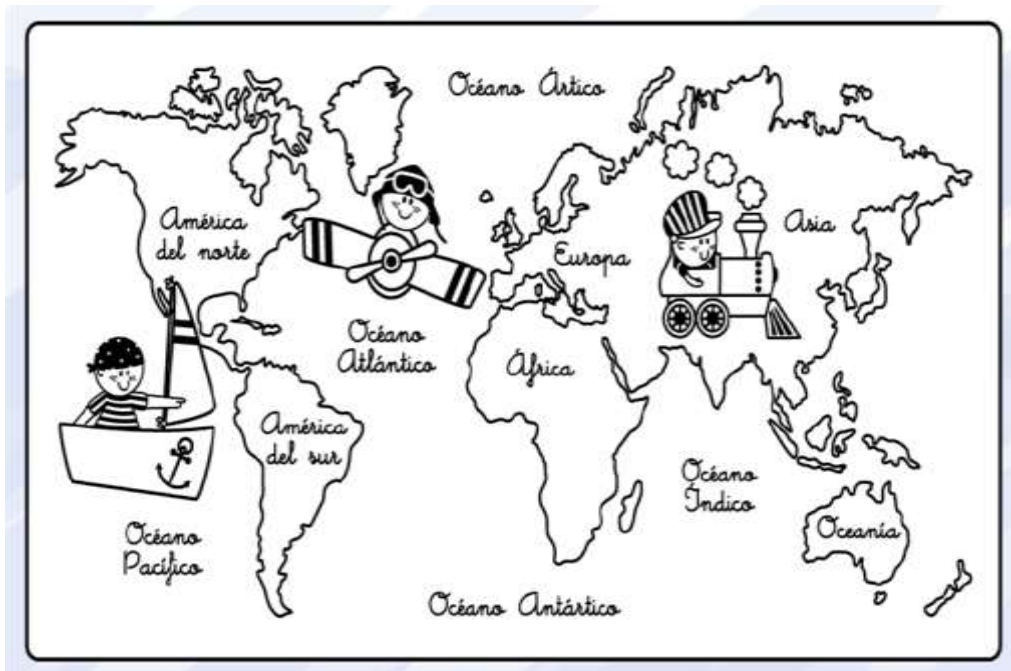 Océano Ártico
América
del norte
Europa
Asia
Océano
Atlántico
África
América
del sur
Océano
Índico
Océano
Pacífico
Oceanía
Océano Antártico